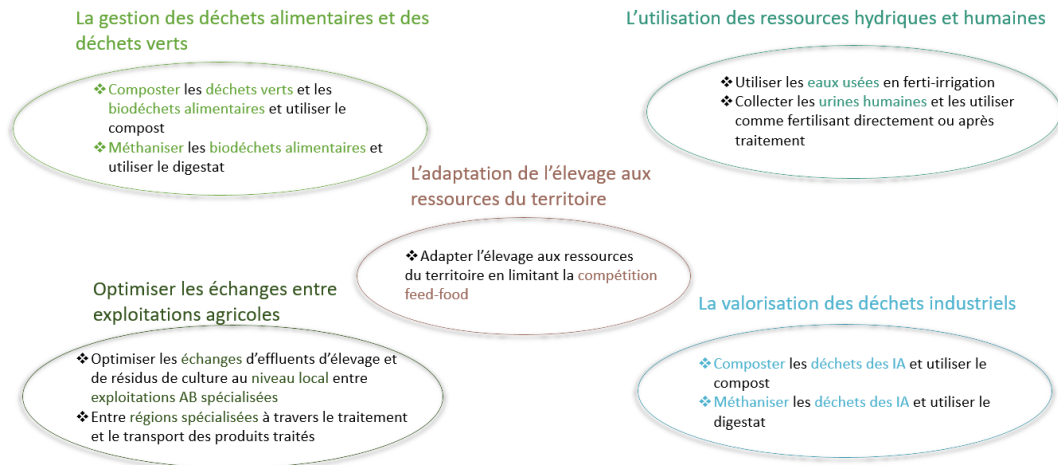 La gestion des déchets alimentaires et des
déchets verts
❖Composter les déchets verts et les
biodéchets alimentaires et utiliser le
compost
❖Méthaniser les biodéchets alimentaires et
utiliser le digestat
L'utilisation des ressources hydriques et humaines
❖Utiliser les eaux usées en ferti-irrigation
❖Collecter les urines humaines et les utiliser
comme fertilisant directement ou après
traitement
L'adaptation de l'élevage aux
ressources du territoire
❖Adapter l'élevage aux ressources
du territoire en limitant la compétition
feed-food
Optimiser les échanges entre
exploitations agricoles
❖Optimiser les échanges d'effluents d'élevage et
de résidus de culture au niveau local entre
exploitations AB spécialisées
❖Entre régions spécialisées à travers le traitement
et le transport des produits traités
La valorisation des déchets industriels
❖Composter les déchets des IA et utiliser le
compost
❖Méthaniser les déchets des IA et utiliser le
digestat